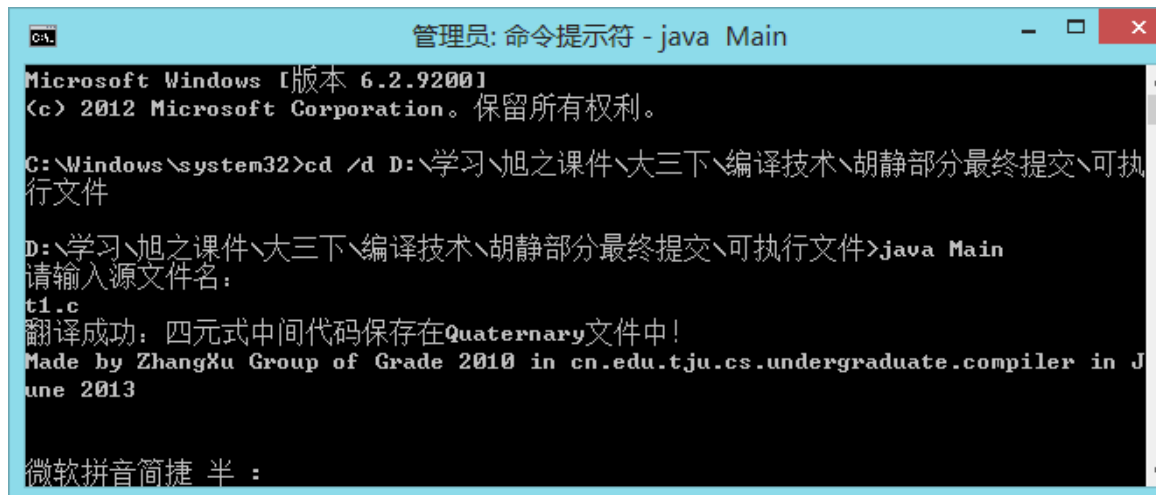 管理员: 命令提示符 - java  Main
Microsoft Windows [版本 6.2.9200]
(c) 2012 Microsoft Corporation。保留所有权利。
C:\Windows\system32>cd /d D:\学习\旭之课件\大三下\编译技术\胡静部分最终提交\可执
行文件
D:\学习\旭之课件\大三下\编译技术\胡静部分最终提交\可执行文件>java Main
请输入源文件名：
t1.c
翻译成功：四元式中间代码保存在Quaternary文件中!
Made by ZhangXu Group of Grade 2010 in cn.edu.tju.cs.undergraduate.compiler in J
une 2013
微软拼音简捷 半 :